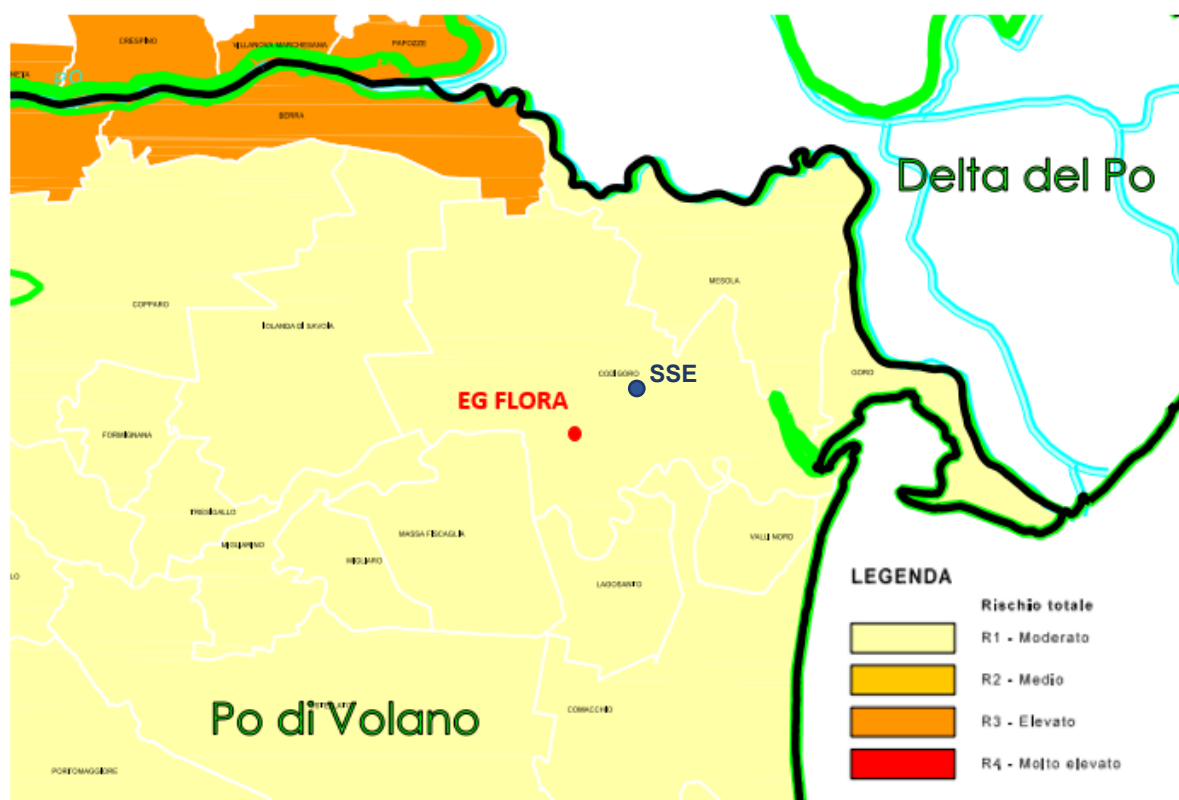 CRESPINO
VILLANOVA MARCHESANA
PAPOZZE
PO
BERRA
Delta del Po
MESOLA
COPPARO
IOLANDA DI SAVOIA
CODIGORO
SSE
GORO
EG FLORA
FORMIGNANA
TRESIGALLO
MIGLIARINO
MASSA FISCAGLIA
MIGLIARO
VALLI NORD
LAGOSANTO
LEGENDA
Rischio totale
R1 - Moderato
R2 - Medio
R3 - Elevato
R4 - Molto elevato
Po di Volano
COMACCHIO
PORTOMAGGIORE